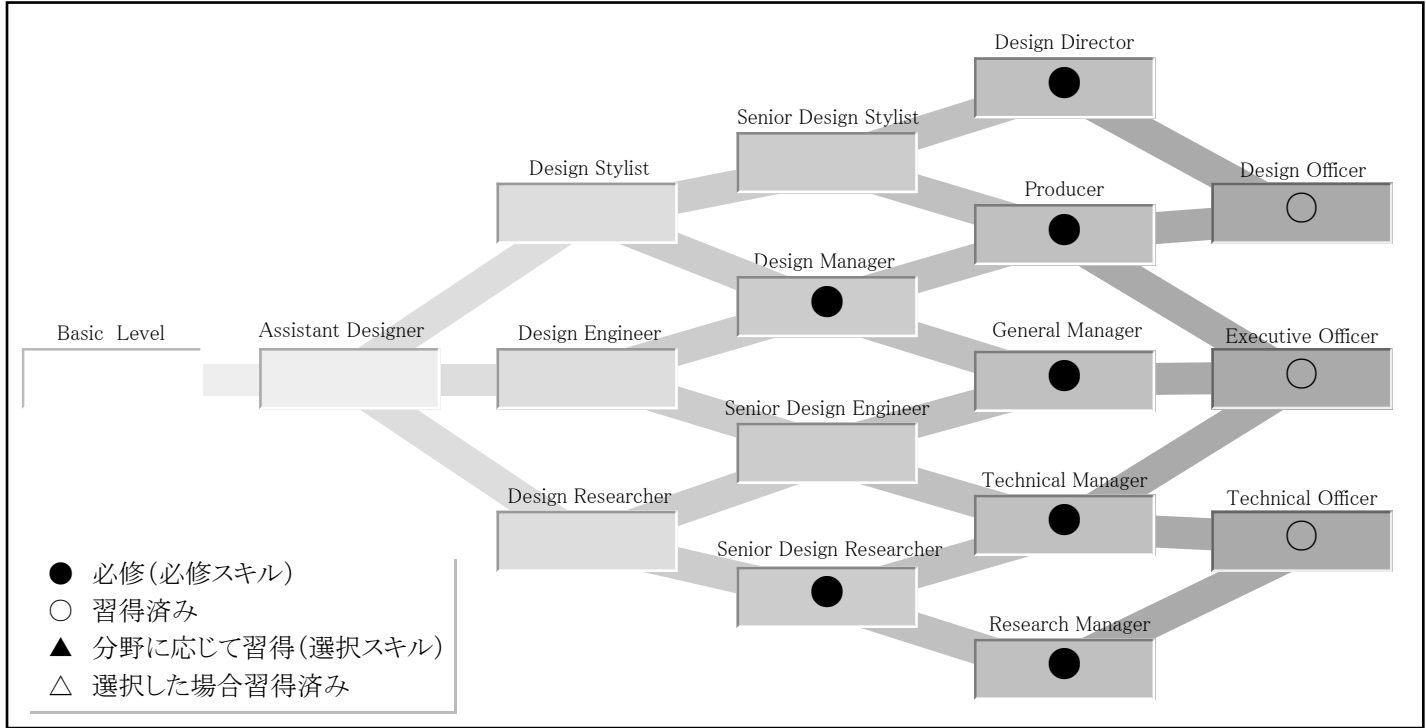 Design Director
●
Senior Design Stylist
Design Stylist
Design Officer
○
Producer
●
Design Manager
●
Basic Level
Assistant Designer
Design Engineer
General Manager
●
Executive Officer
○
Senior Design Engineer
Design Researcher
Technical Manager
●
Technical Officer
○
Senior Design Researcher
●
Research Manager
●
● 必修(必修スキル)
○ 習得済み
▲ 分野に応じて習得(選択スキル)
△ 選択した場合習得済み